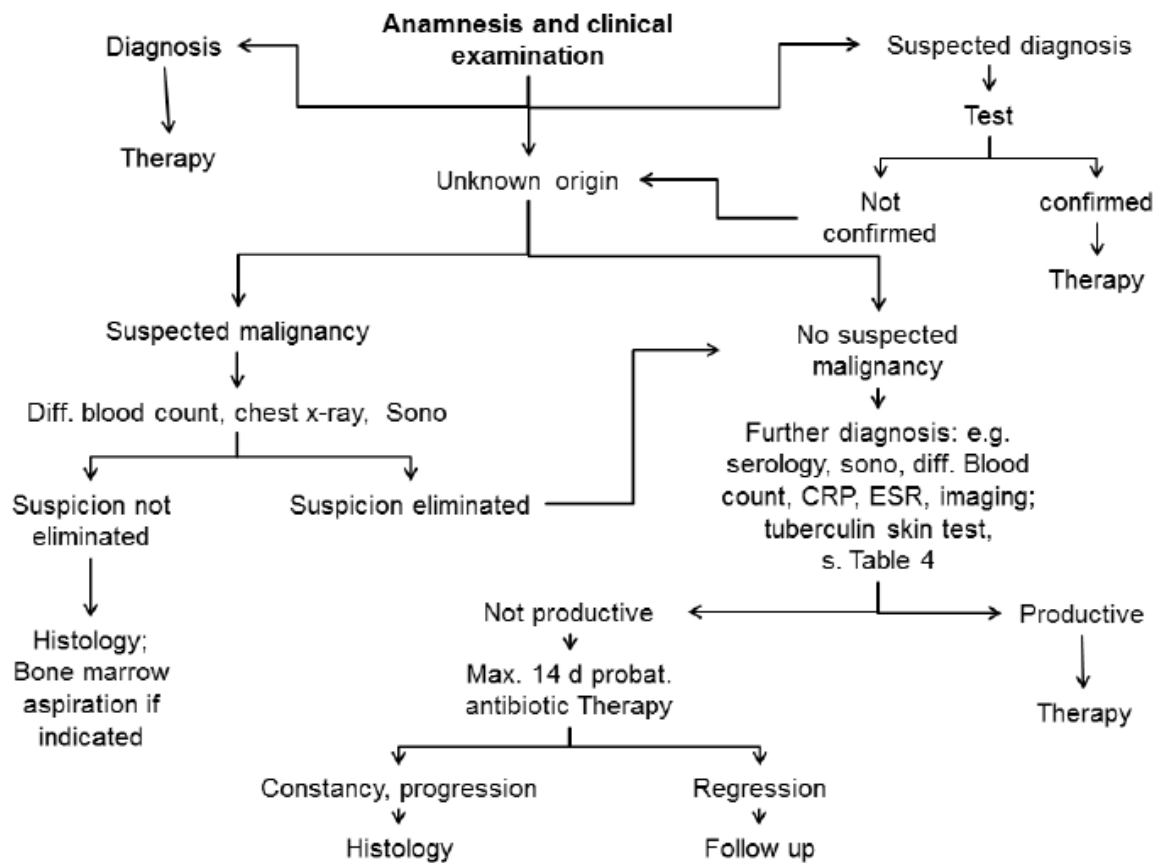 Anamnesis and clinical
examination
Diagnosis
Therapy
Suspected diagnosis
Test
Not
confirmed
confirmed
Therapy
Unknown origin
Suspected malignancy
Diff. blood count, chest x-ray, Sono
Suspicion not
eliminated
Suspicion eliminated
Histology;
Bone marrow
aspiration if
indicated
No suspected
malignancy
Further diagnosis: e.g.
serology, sono, diff. Blood
count, CRP, ESR, imaging;
tuberculin skin test,
s. Table 4
Not productive
Max. 14 d probat.
antibiotic Therapy
Productive
Therapy
Constancy, progression
Histology
Regression
Follow up